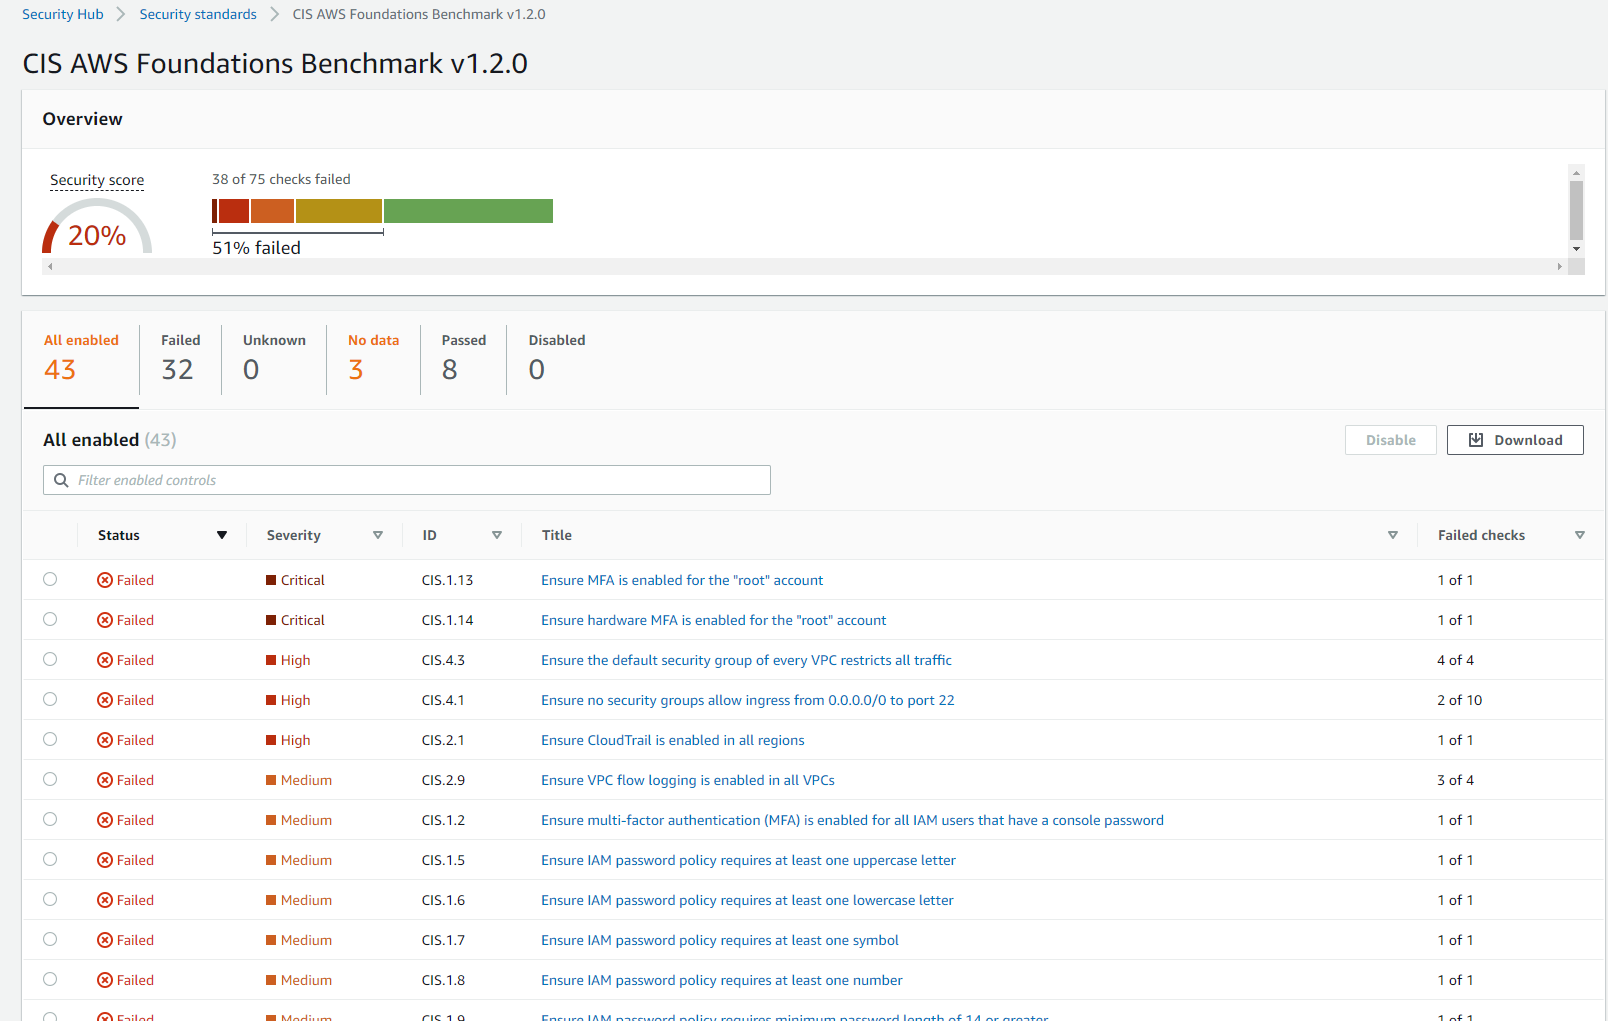 Security Hub > Security standards > CIS AWS Foundations Benchmark v1.2.0
CIS AWS Foundations Benchmark v1.2.0
Overview
Security score
20%
38 of 75 checks failed
51% failed
All enabled Failed Unknown No data Passed Disabled
43 32 0 3 8 0
All enabled (43)
Disable Download
Filter enabled controls
Status Severity ID Title Failed checks
Failed Critical CIS.1.13 Ensure MFA is enabled for the "root" account 1 of 1
Failed Critical CIS.1.14 Ensure hardware MFA is enabled for the "root" account 1 of 1
Failed High CIS.4.3 Ensure the default security group of every VPC restricts all traffic 4 of 4
Failed High CIS.4.1 Ensure no security groups allow ingress from 0.0.0.0/0 to port 22 2 of 10
Failed High CIS.2.1 Ensure CloudTrail is enabled in all regions 1 of 1
Failed Medium CIS.2.9 Ensure VPC flow logging is enabled in all VPCs 3 of 4
Failed Medium CIS.1.2 Ensure multi-factor authentication (MFA) is enabled for all IAM users that have a console password 1 of 1
Failed Medium CIS.1.5 Ensure IAM password policy requires at least one uppercase letter 1 of 1
Failed Medium CIS.1.6 Ensure IAM password policy requires at least one lowercase letter 1 of 1
Failed Medium CIS.1.7 Ensure IAM password policy requires at least one symbol 1 of 1
Failed Medium CIS.1.8 Ensure IAM password policy requires at least one number 1 of 1
Failed Medium CIS.1.9 Ensure IAM password policy requires minimum password length of 14 or greater 1 of 1